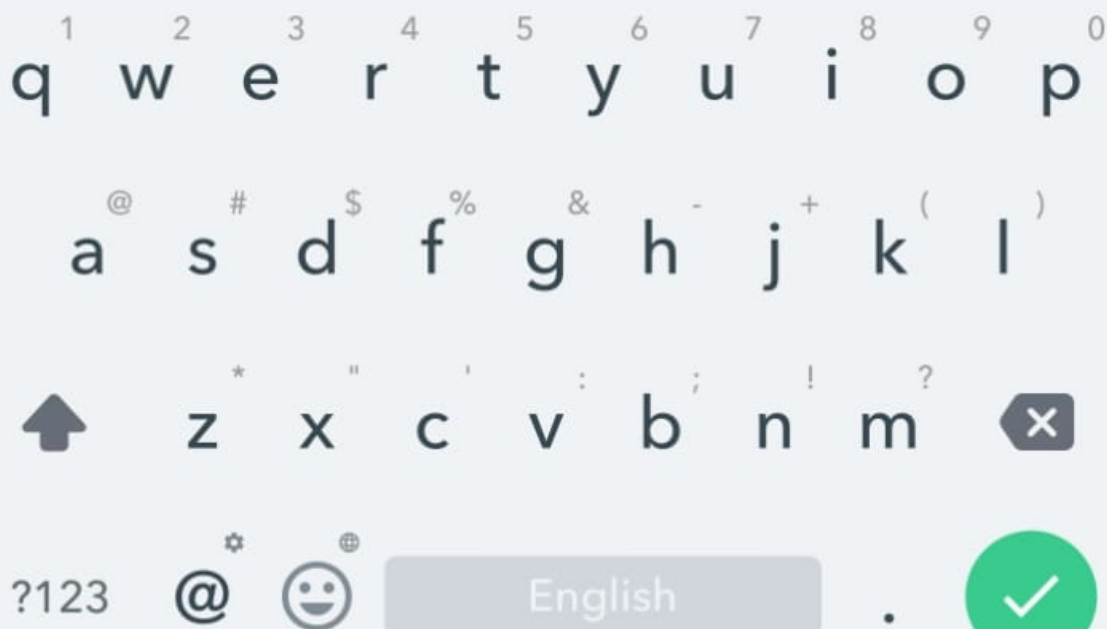 1 2 3 4 5 6 7 8 9 0
q w e r t y u i o p
@ # $ % & - + ( )
a s d f g h j k l
* " ' : ; ! ?
z x c v b n m
?123 @ English .